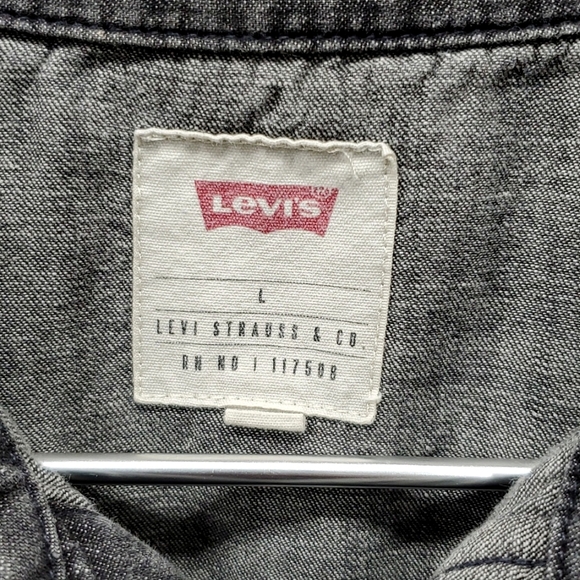 LEVI'S
L
LEVI STRAUSS & CO.
RN NO | 117508